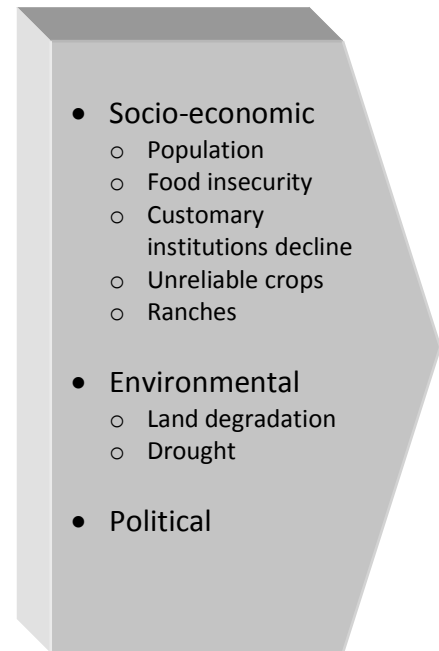 • Socio-economic
o Population
o Food insecurity
o Customary
institutions decline
o Unreliable crops
o Ranches
• Environmental
o Land degradation
o Drought
• Political